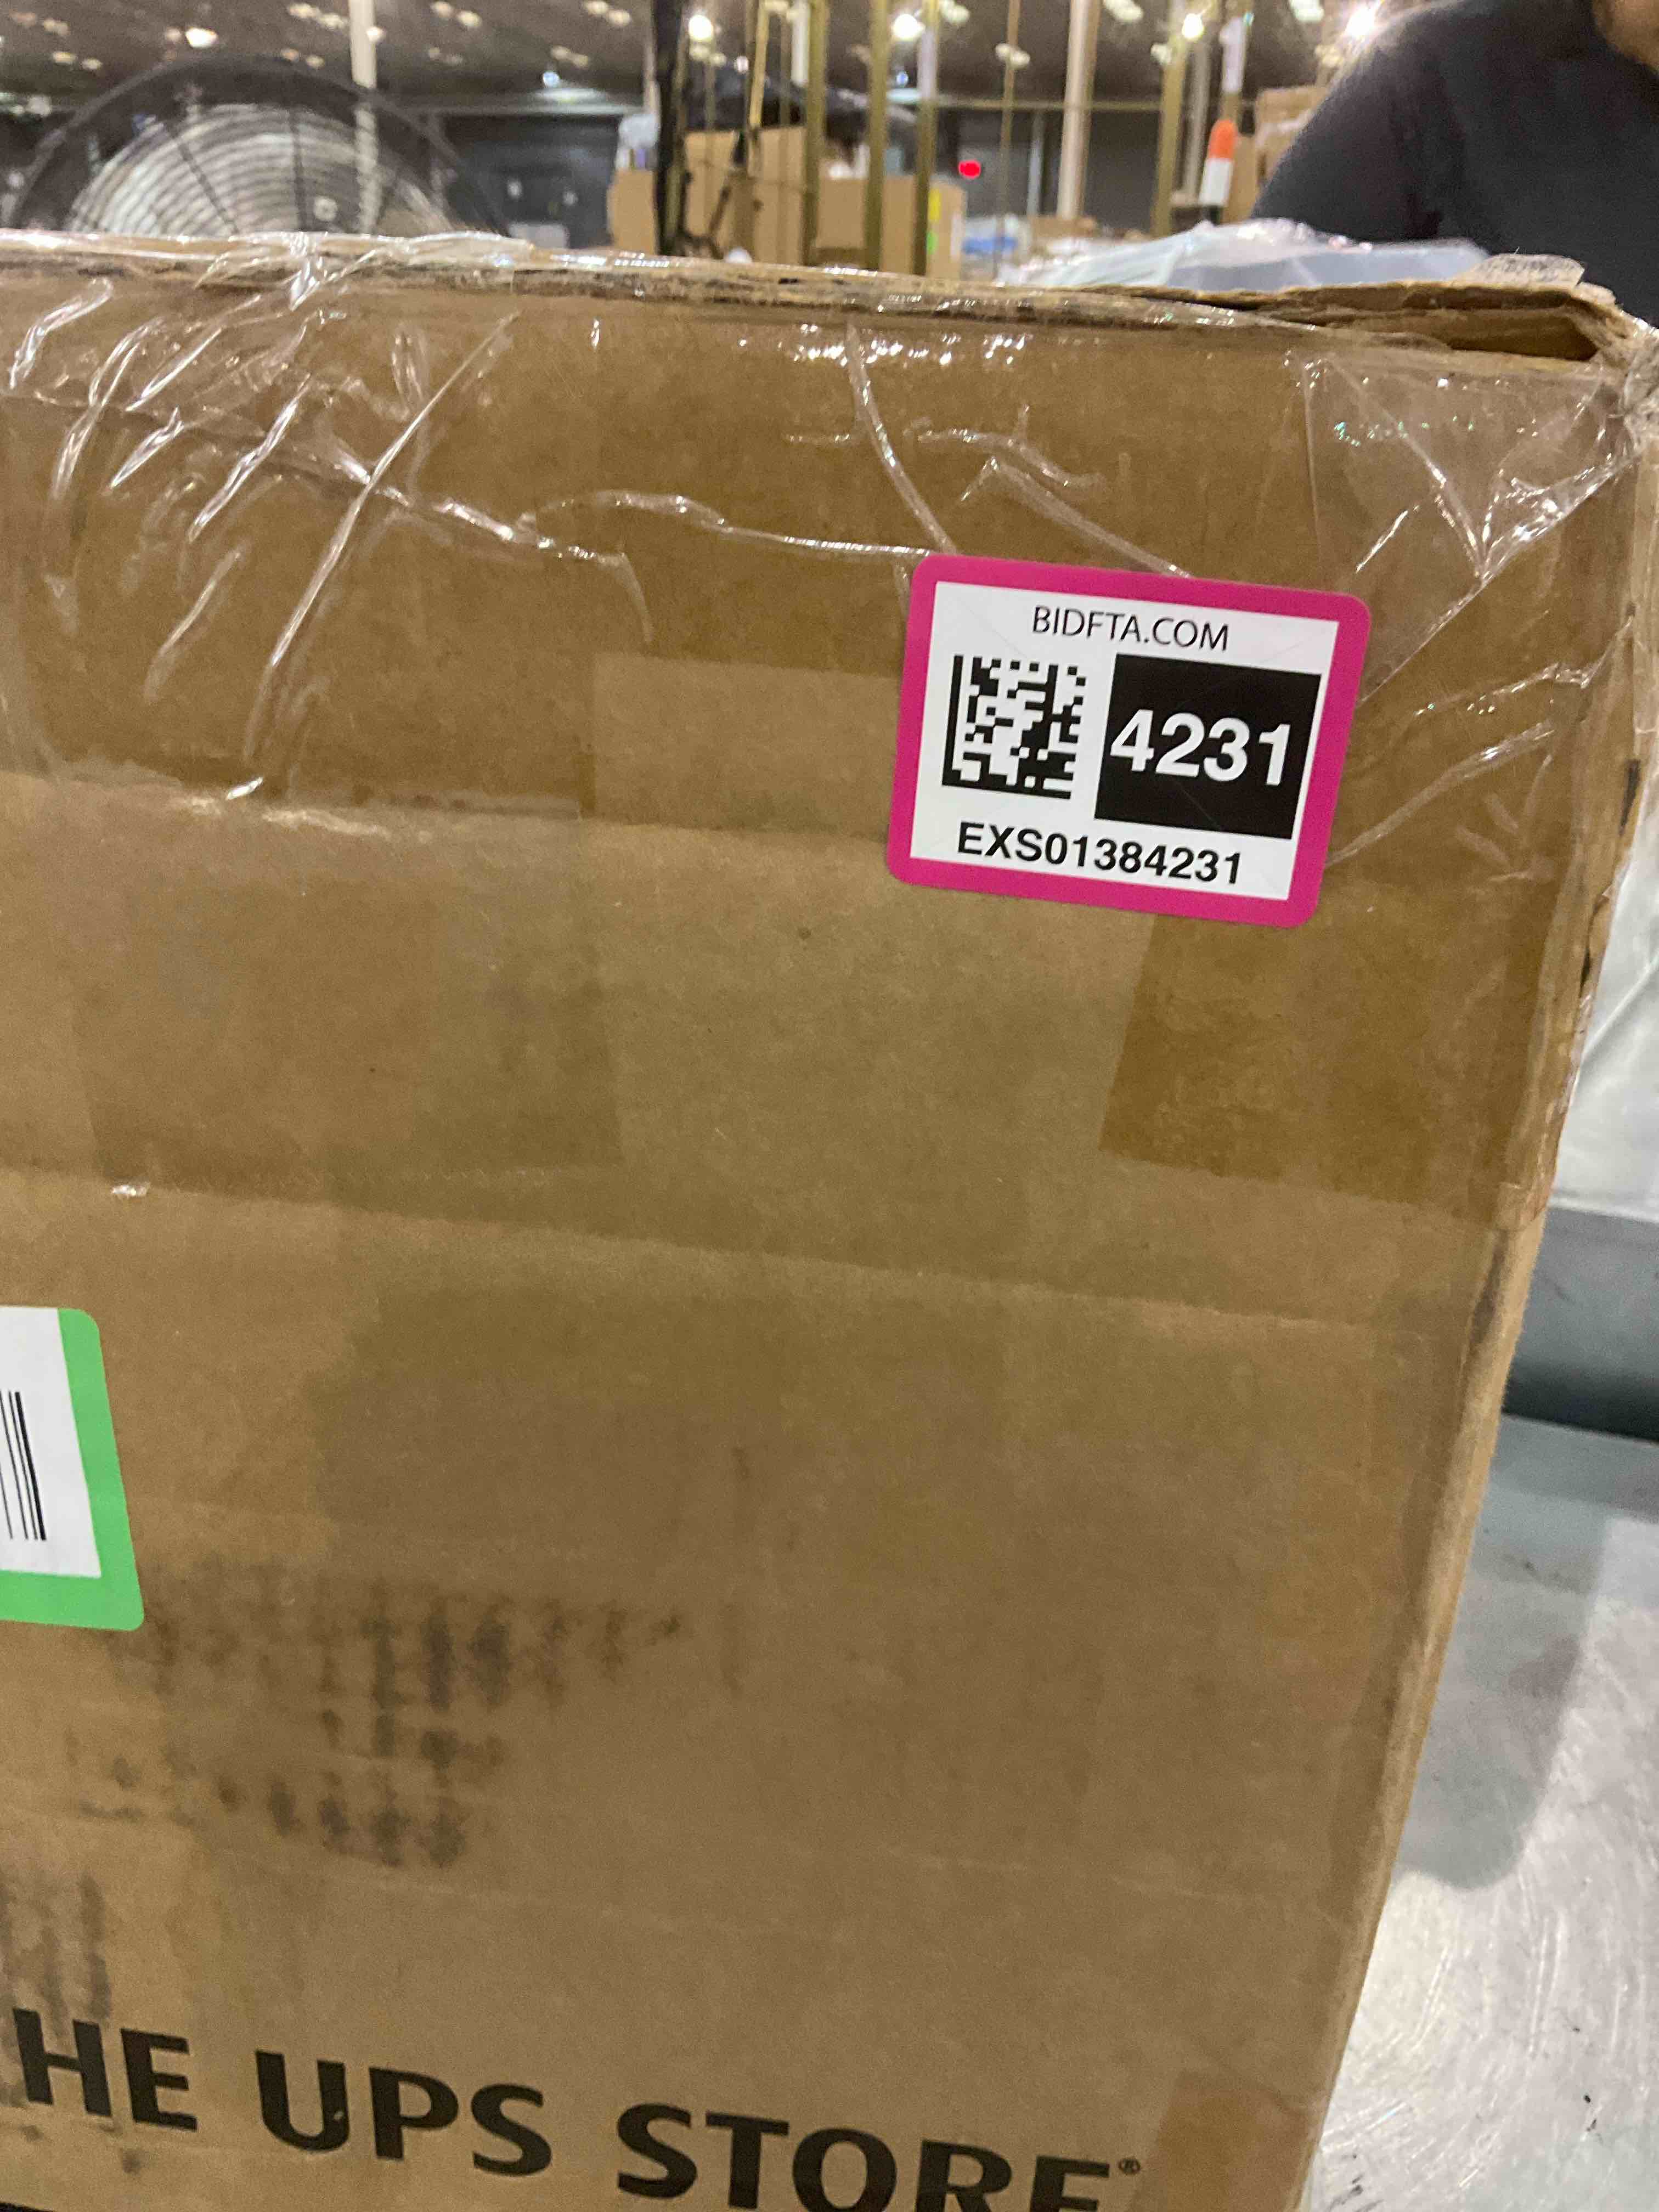 BIDFTA.COM
4231
EXS01384231
HE UPS STORE®